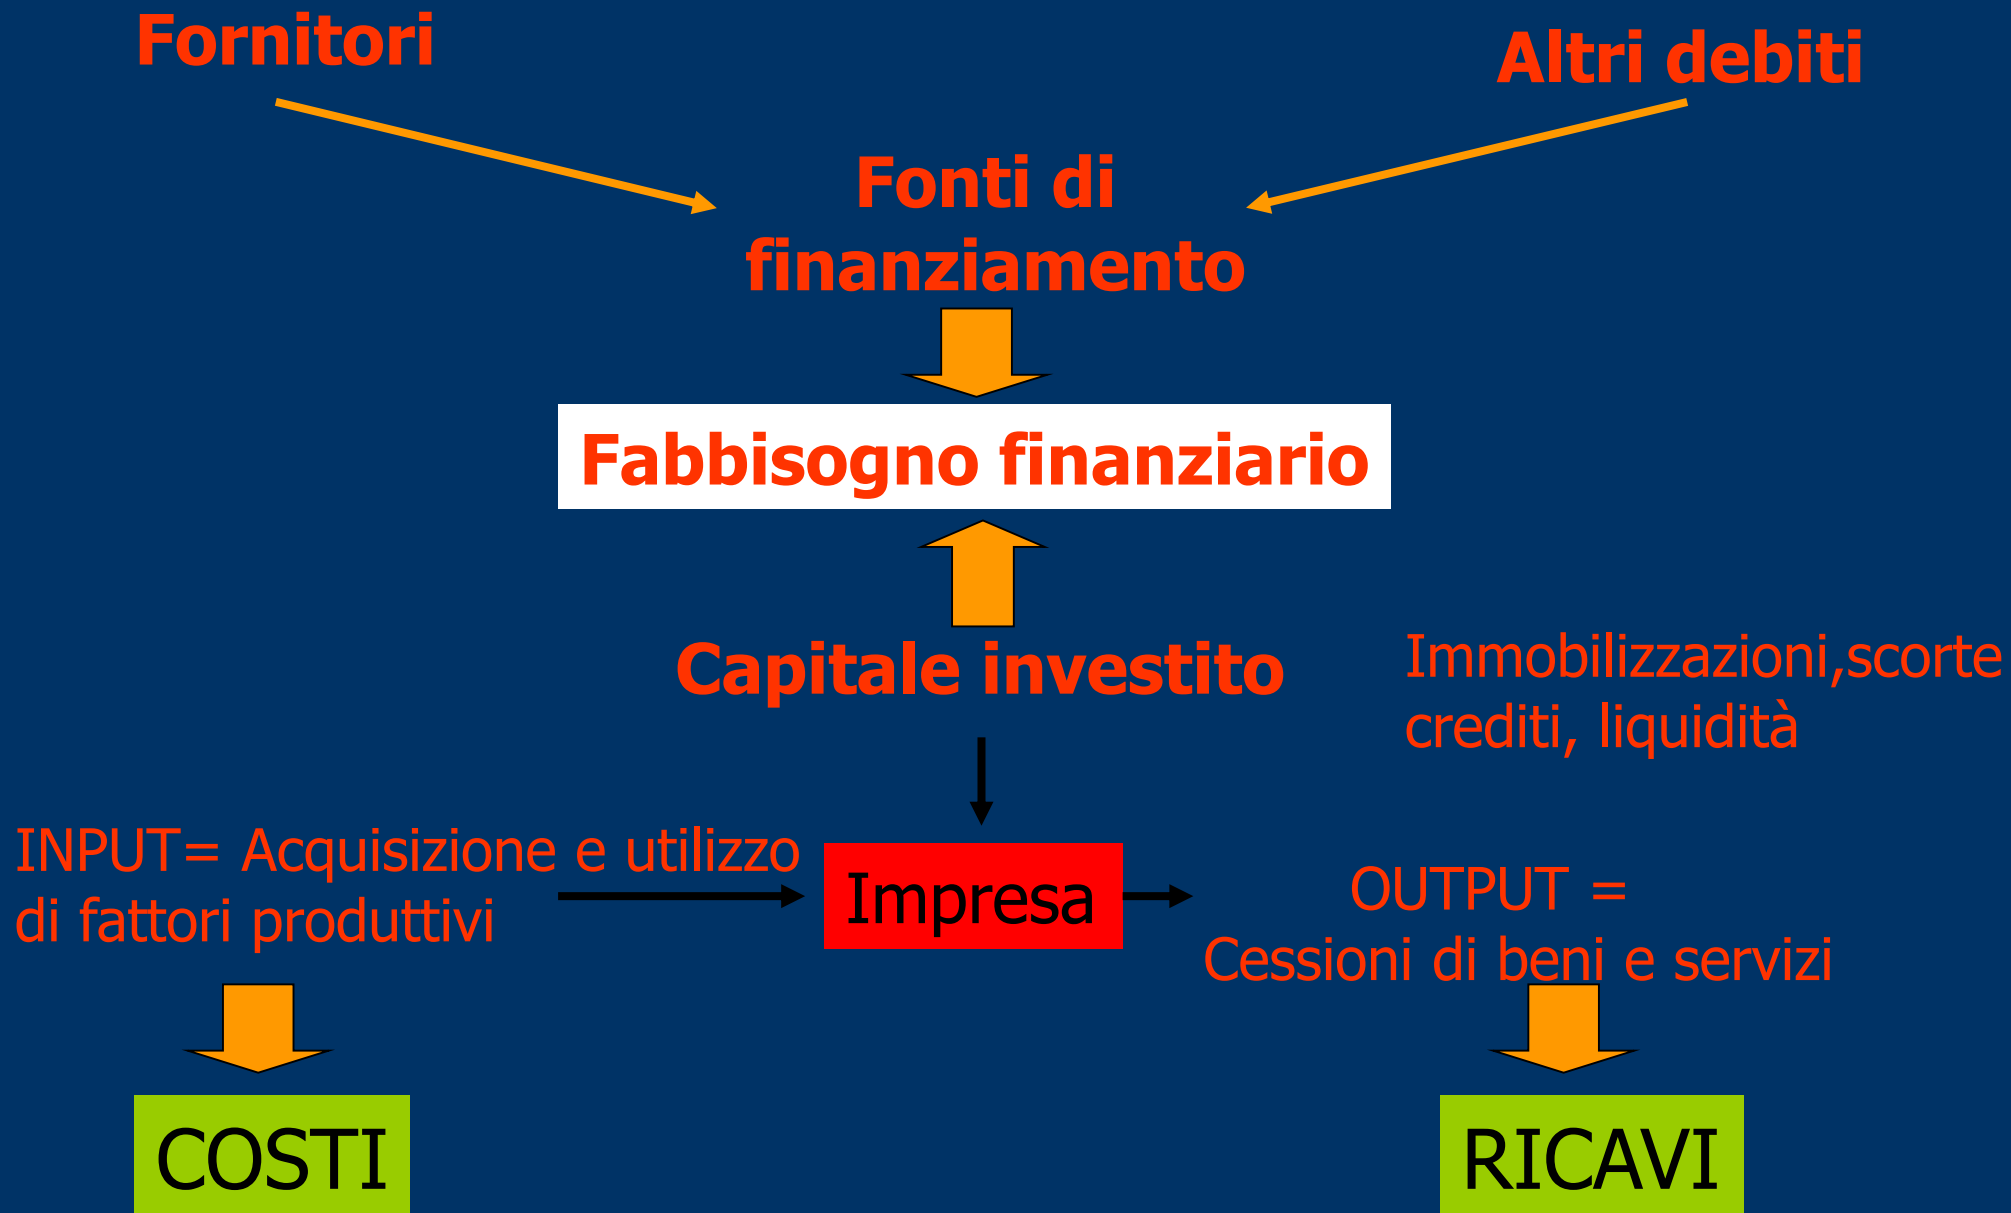 Fornitori
Altri debiti
Fonti di
finanziamento
Fabbisogno finanziario
Capitale investito
Immobilizzazioni,scorte
crediti, liquidità
INPUT= Acquisizione e utilizzo
di fattori produttivi
Impresa
OUTPUT =
Cessioni di beni e servizi
COSTI
RICAVI